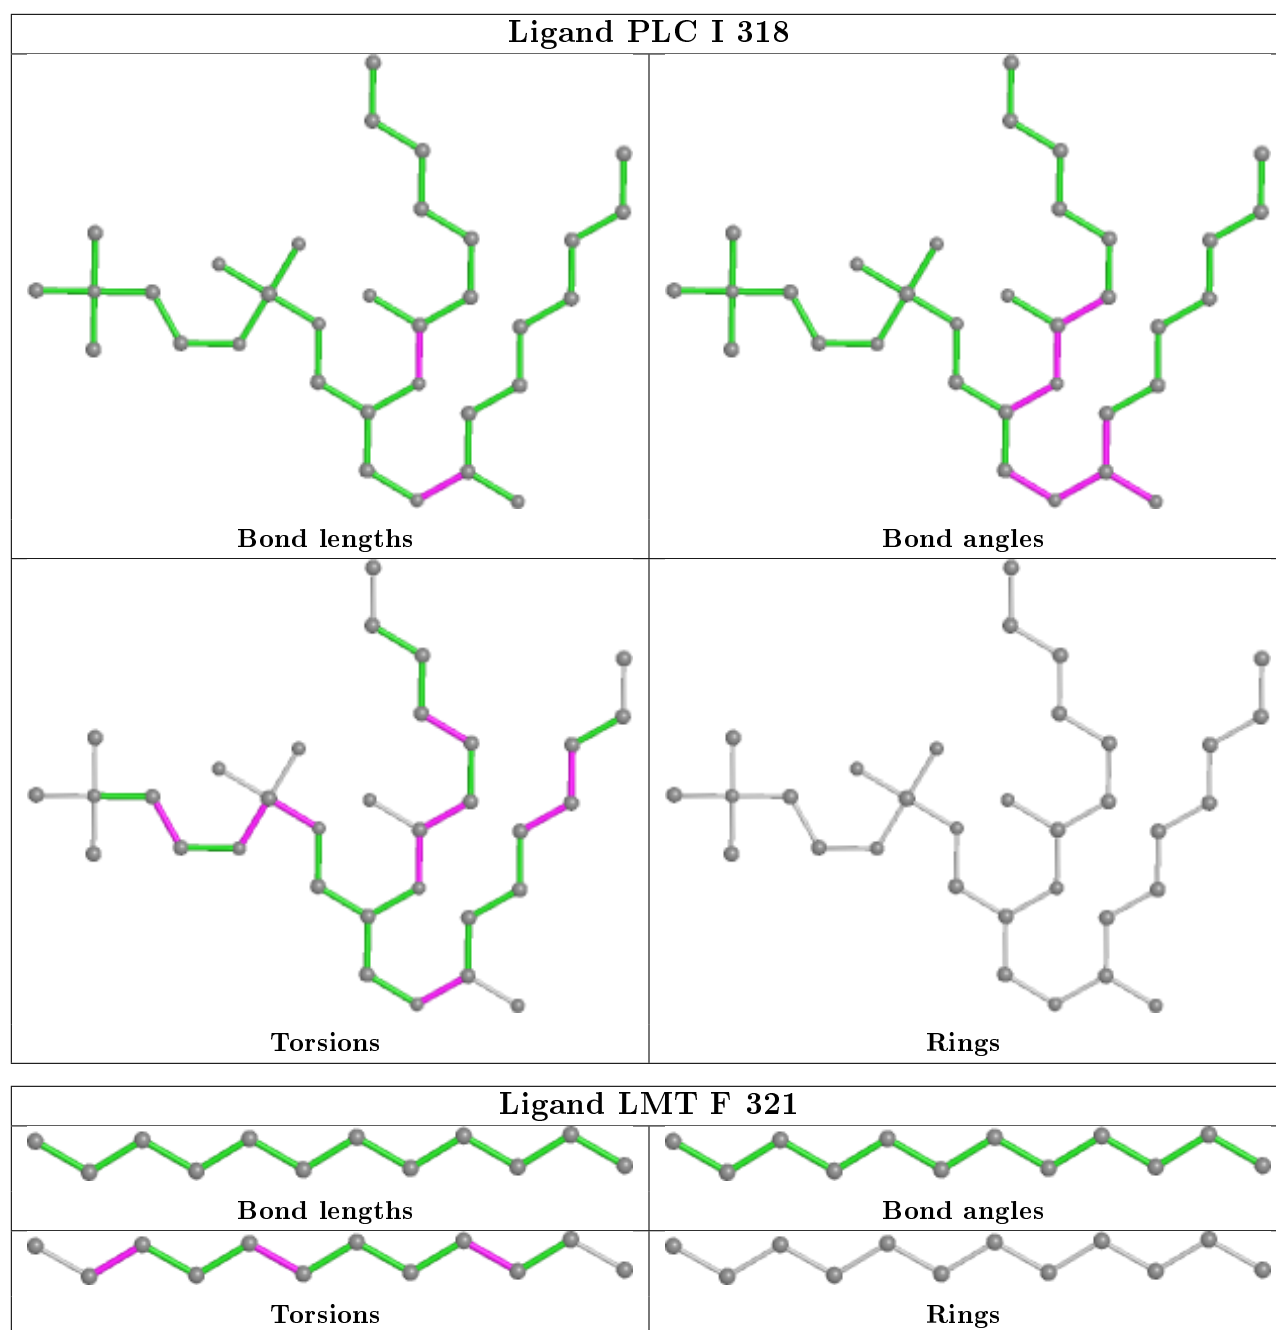 Ligand PLC I 318
Bond lengths
Bond angles
Torsions
Rings
Ligand LMT F 321
Bond lengths
Bond angles
Torsions
Rings